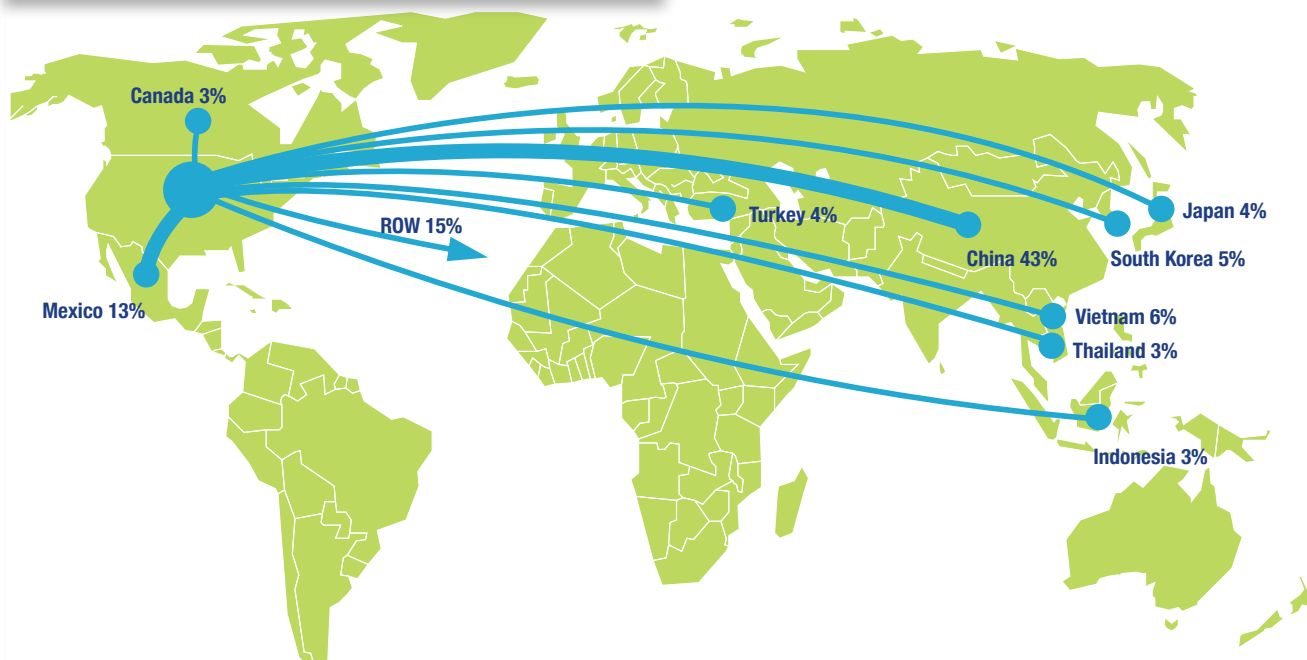 Canada 3%
Japan 4%
Turkey 4%
ROW 15%
China 43%
South Korea 5%
Mexico 13%
Vietnam 6%
Thailand 3%
Indonesia 3%